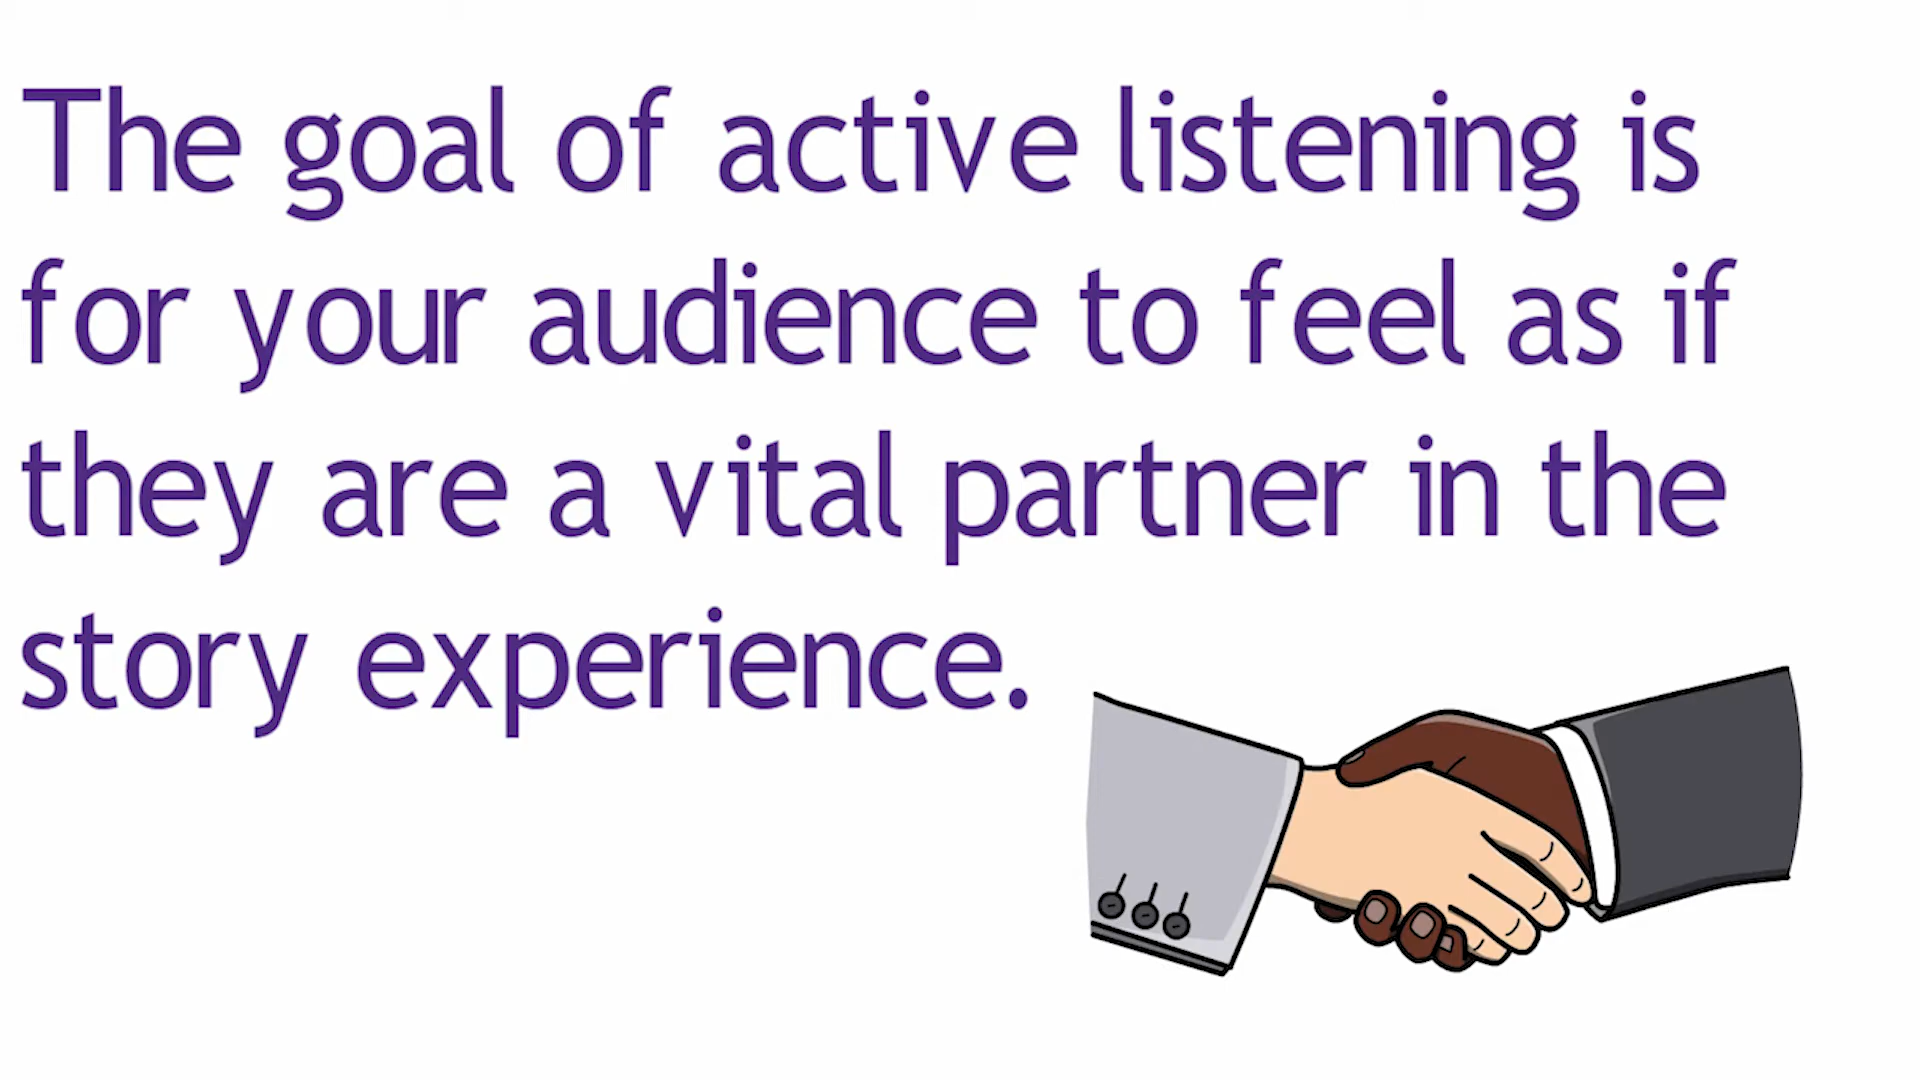 The goal of active listening is
for your audience to feel as if
they are a vital partner in the
story experience.